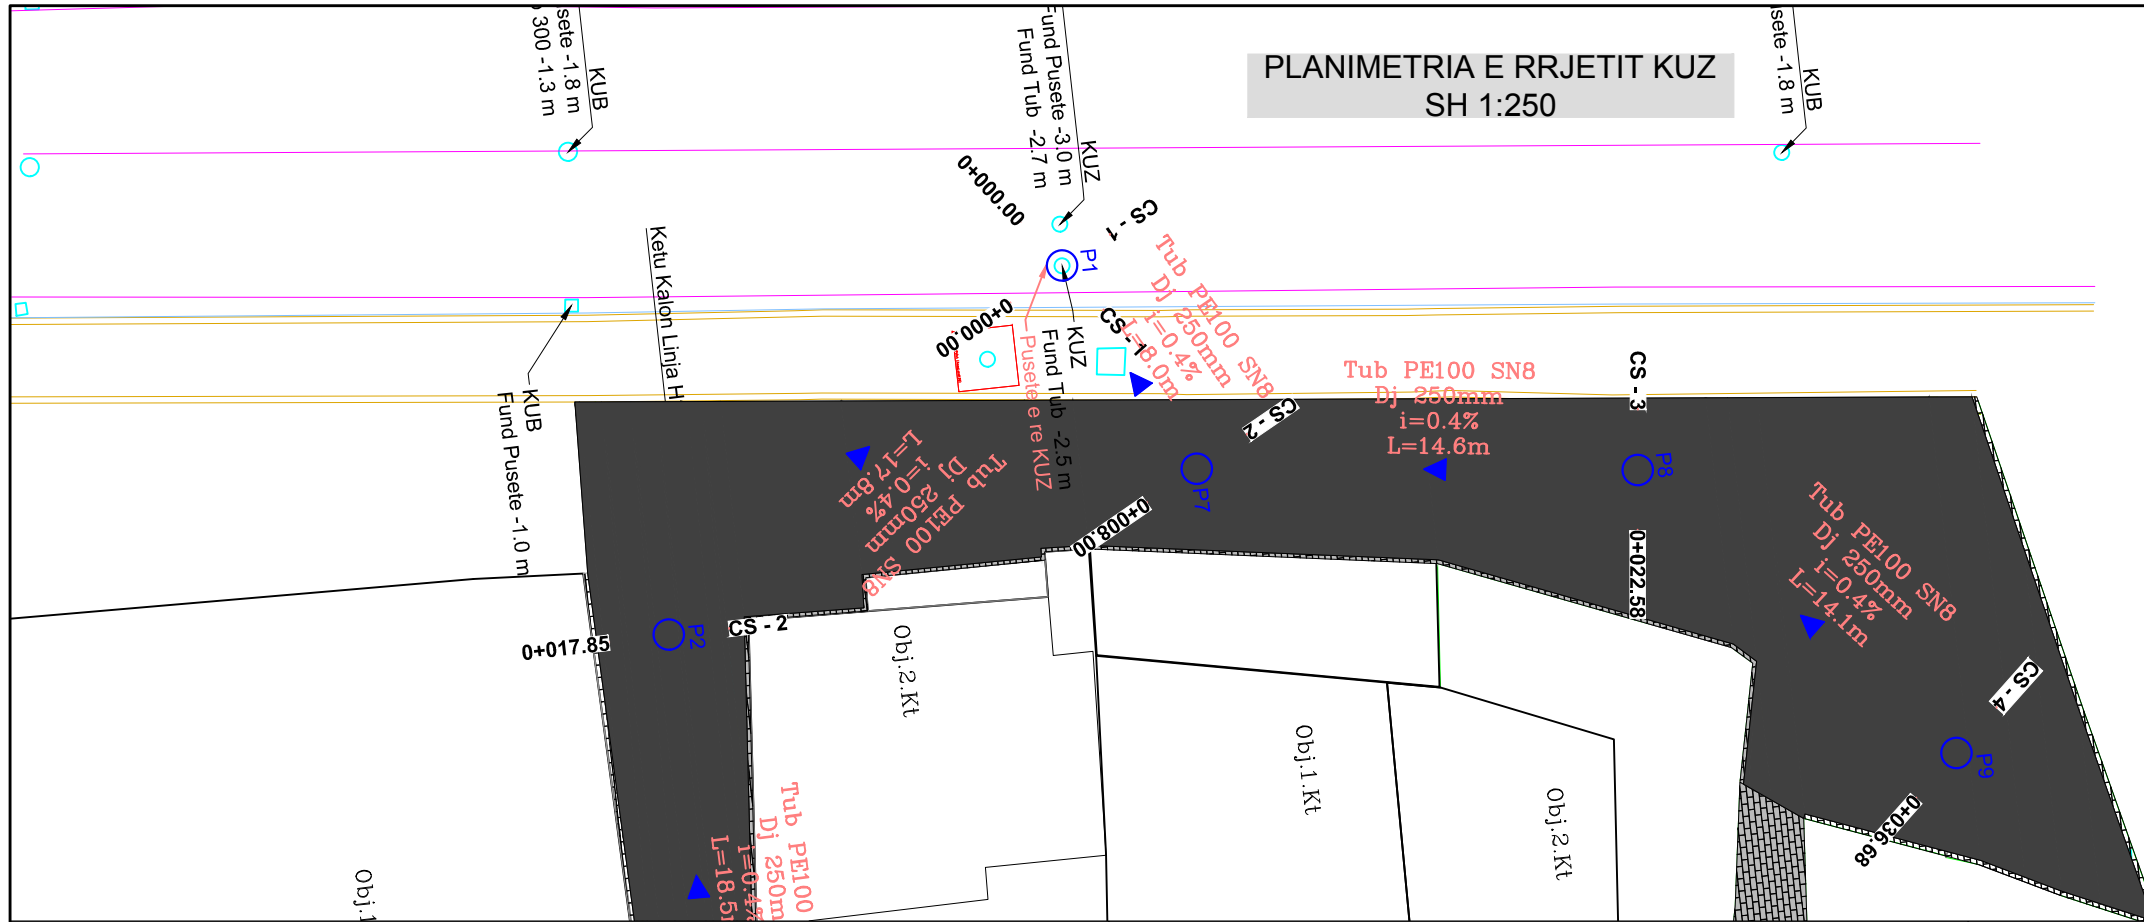 PLANIMETRIA E RRJETIT KUZ
SH 1:250
KUB
sete -1.8 m
300 -1.3 m
KUZ
Fund Pusete -3.0 m
Fund Tub -2.7 m
KUB
sete -1.8 m
0+000.00
CS - 1
P1
Tub PE100 SN8
Dj 250mm
i=0.4%
L=8.0m
Ketu Kalon Linja H
0+000.00
CS - 1
KUZ
Fund Tub -2.5 m
Pusete e re KUZ
KUB
Fund Pusete -1.0 m
Tub PE100 SN8
Dj 250mm
i=0.4%
L=14.6m
CS - 3
CS - 2
Tub PE100 SN8
Dj 250mm
i=0.4%
L=17.8m
P7
P8
0+008.00
0+022.58
Tub PE100 SN8
Dj 250mm
i=0.4%
L=14.1m
P2
CS - 2
0+017.85
CS - 4
P9
0+036.68
Obj.2.Kt
Obj.1.Kt
Obj.2.Kt
Obj.1
Tub PE100
Dj 250m
i=0.4%
L=18.5